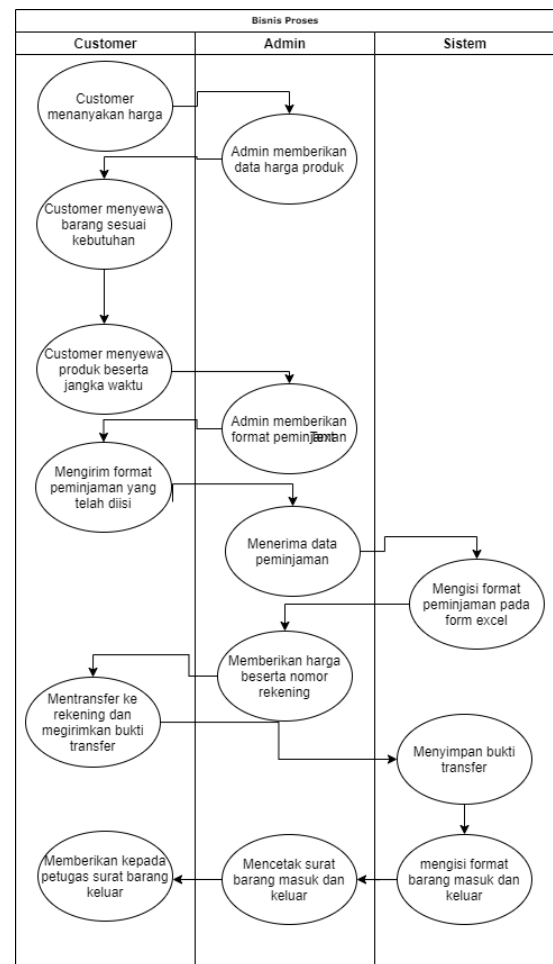 Bisnis Proses
Customer
Admin
Sistem
Customer
menanyakan harga
Admin memberikan
data harga produk
Customer menyewa
barang sesuai
kebutuhan
Customer menyewa
produk beserta
jangka waktu
Admin memberikan
format peminjaman
Text
Mengirim format
peminjaman yang
telah diisi
Menerima data
peminjaman
Mengisi format
peminjaman pada
form excel
Memberikan harga
beserta nomor
rekening
Mentransfer ke
rekening dan
megirimkan bukti
transfer
Menyimpan bukti
transfer
mengisi format
barang masuk dan
keluar
Mencetak surat
barang masuk dan
keluar
Memberikan kepada
petugas surat barang
keluar